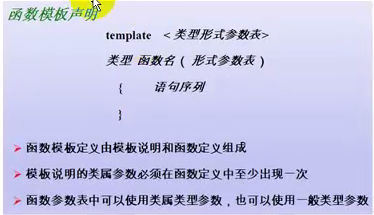 函数模板声明
template <类型形式参数表>
类型 函数名（形式参数表）
{ 语句序列
}
函数模板定义由模板说明和函数定义组成
模板说明的类属参数必须在函数定义中至少出现一次
函数参数表中可以使用类属类型参数，也可以使用一般类型参数